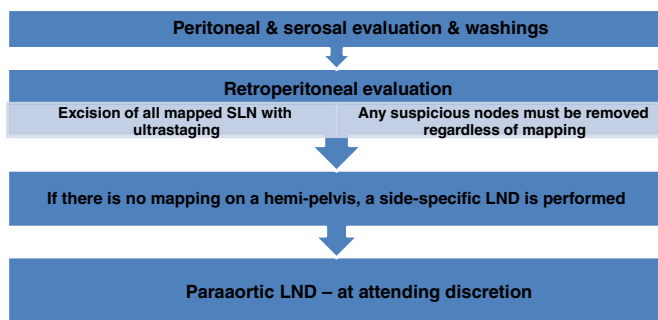 Peritoneal & serosal evaluation & washings
Retroperitoneal evaluation
Excision of all mapped SLN with
ultrastaging
Any suspicious nodes must be removed
regardless of mapping
If there is no mapping on a hemi-pelvis, a side-specific LND is performed
Paraaortic LND – at attending discretion